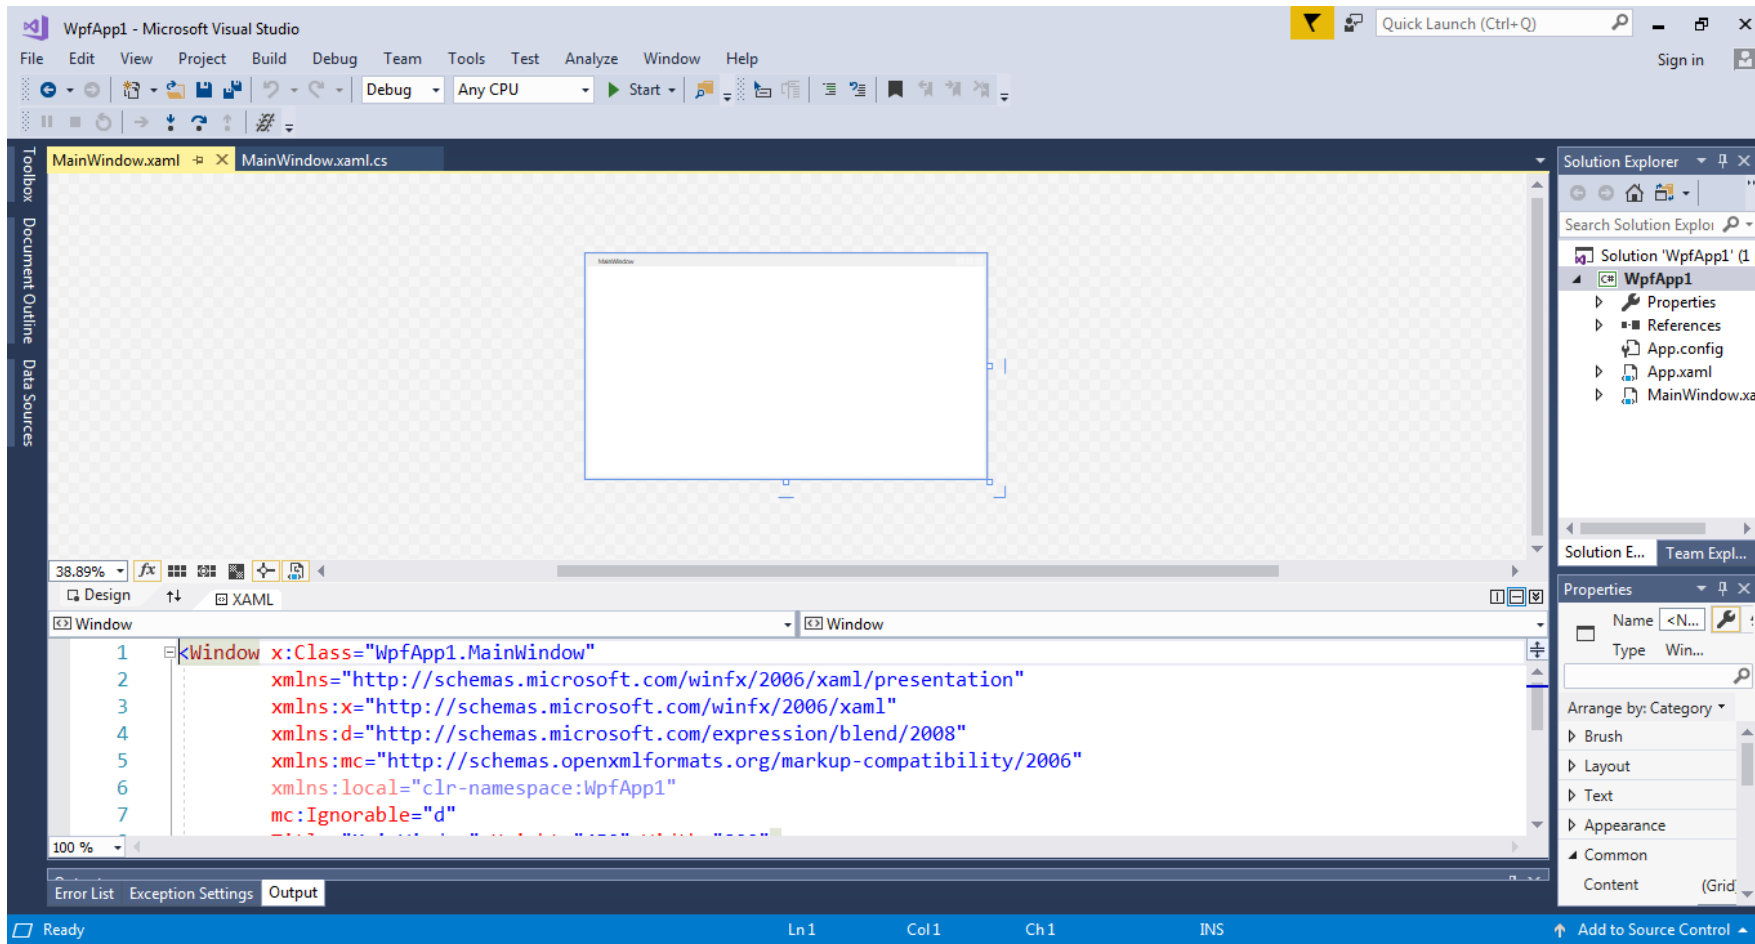 WpfApp1 - Microsoft Visual Studio
Quick Launch (Ctrl+Q)
File Edit View Project Build Debug Team Tools Test Analyze Window Help
Sign in
Debug Any CPU Start
Toolbox
Document Outline
Data Sources
MainWindow.xaml MainWindow.xaml.cs
MainWindow
38.89%
Design XAML
Window Window
1 <Window x:Class="WpfApp1.MainWindow"
2 xmlns="http://schemas.microsoft.com/winfx/2006/xaml/presentation"
3 xmlns:x="http://schemas.microsoft.com/winfx/2006/xaml"
4 xmlns:d="http://schemas.microsoft.com/expression/blend/2008"
5 xmlns:mc="http://schemas.openxmlformats.org/markup-compatibility/2006"
6 xmlns:local="clr-namespace:WpfApp1"
7 mc:Ignorable="d"
100 %
Error List Exception Settings Output
Solution Explorer
Search Solution Explor
Solution 'WpfApp1' (1
C# WpfApp1
Properties
References
App.config
App.xaml
MainWindow.xa
Solution E... Team Expl...
Properties
Name <N...
Type Win...
Arrange by: Category
Brush
Layout
Text
Appearance
Common
Content (Grid
Ready Ln 1 Col 1 Ch 1 INS Add to Source Control